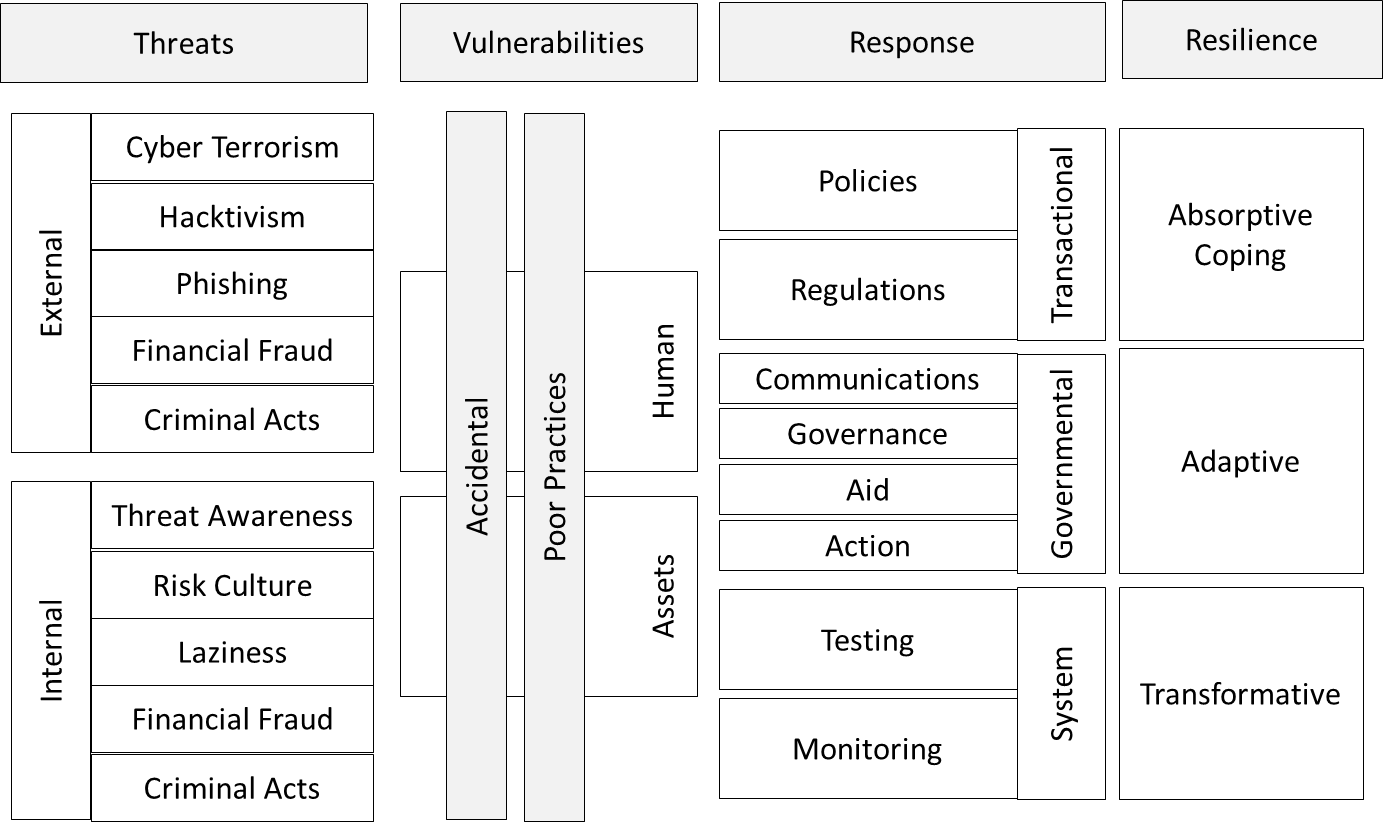 Threats
Vulnerabilities
Response
Resilience
External
Cyber Terrorism
Hacktivism
Phishing
Financial Fraud
Criminal Acts
Internal
Threat Awareness
Risk Culture
Laziness
Financial Fraud
Criminal Acts
Accidental
Poor Practices
Human
Assets
Policies
Regulations
Transactional
Communications
Governance
Aid
Action
Governmental
Testing
Monitoring
System
Absorptive
Coping
Adaptive
Transformative